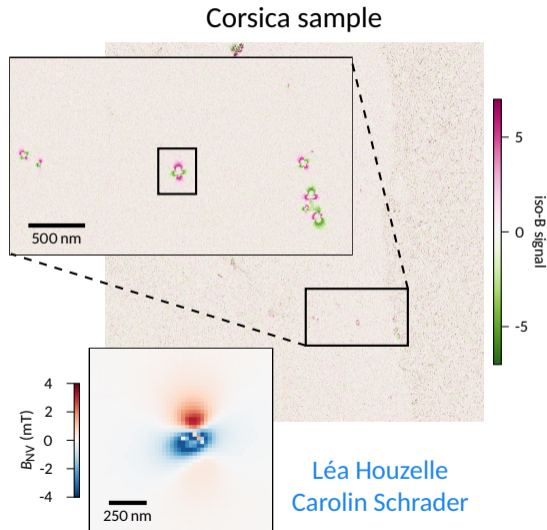 Corsica sample
500 nm
5
0
-5
iso-B signal
4
2
0
-2
-4
BNV (mT)
250 nm
Léa Houzelle
Carolin Schrader